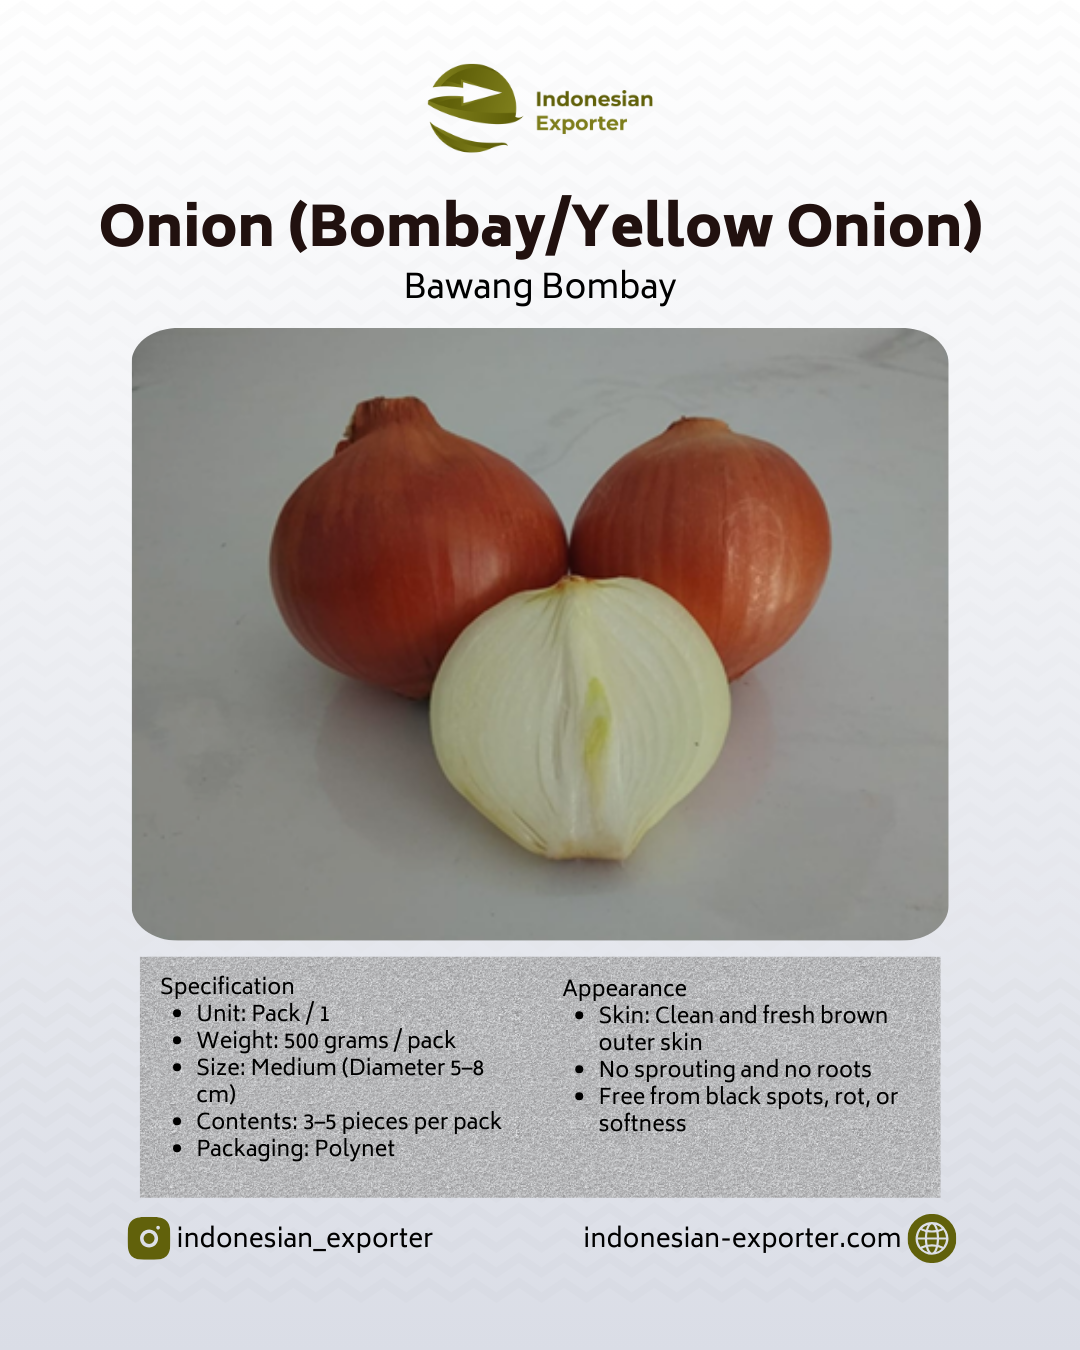 Indonesian
Exporter
Onion (Bombay/Yellow Onion)
Bawang Bombay
Specification
• Unit: Pack / 1
• Weight: 500 grams / pack
• Size: Medium (Diameter 5–8
cm)
• Contents: 3–5 pieces per pack
• Packaging: Polynet
Appearance
• Skin: Clean and fresh brown
outer skin
• No sprouting and no roots
• Free from black spots, rot, or
softness
indonesian_exporter
indonesian-exporter.com